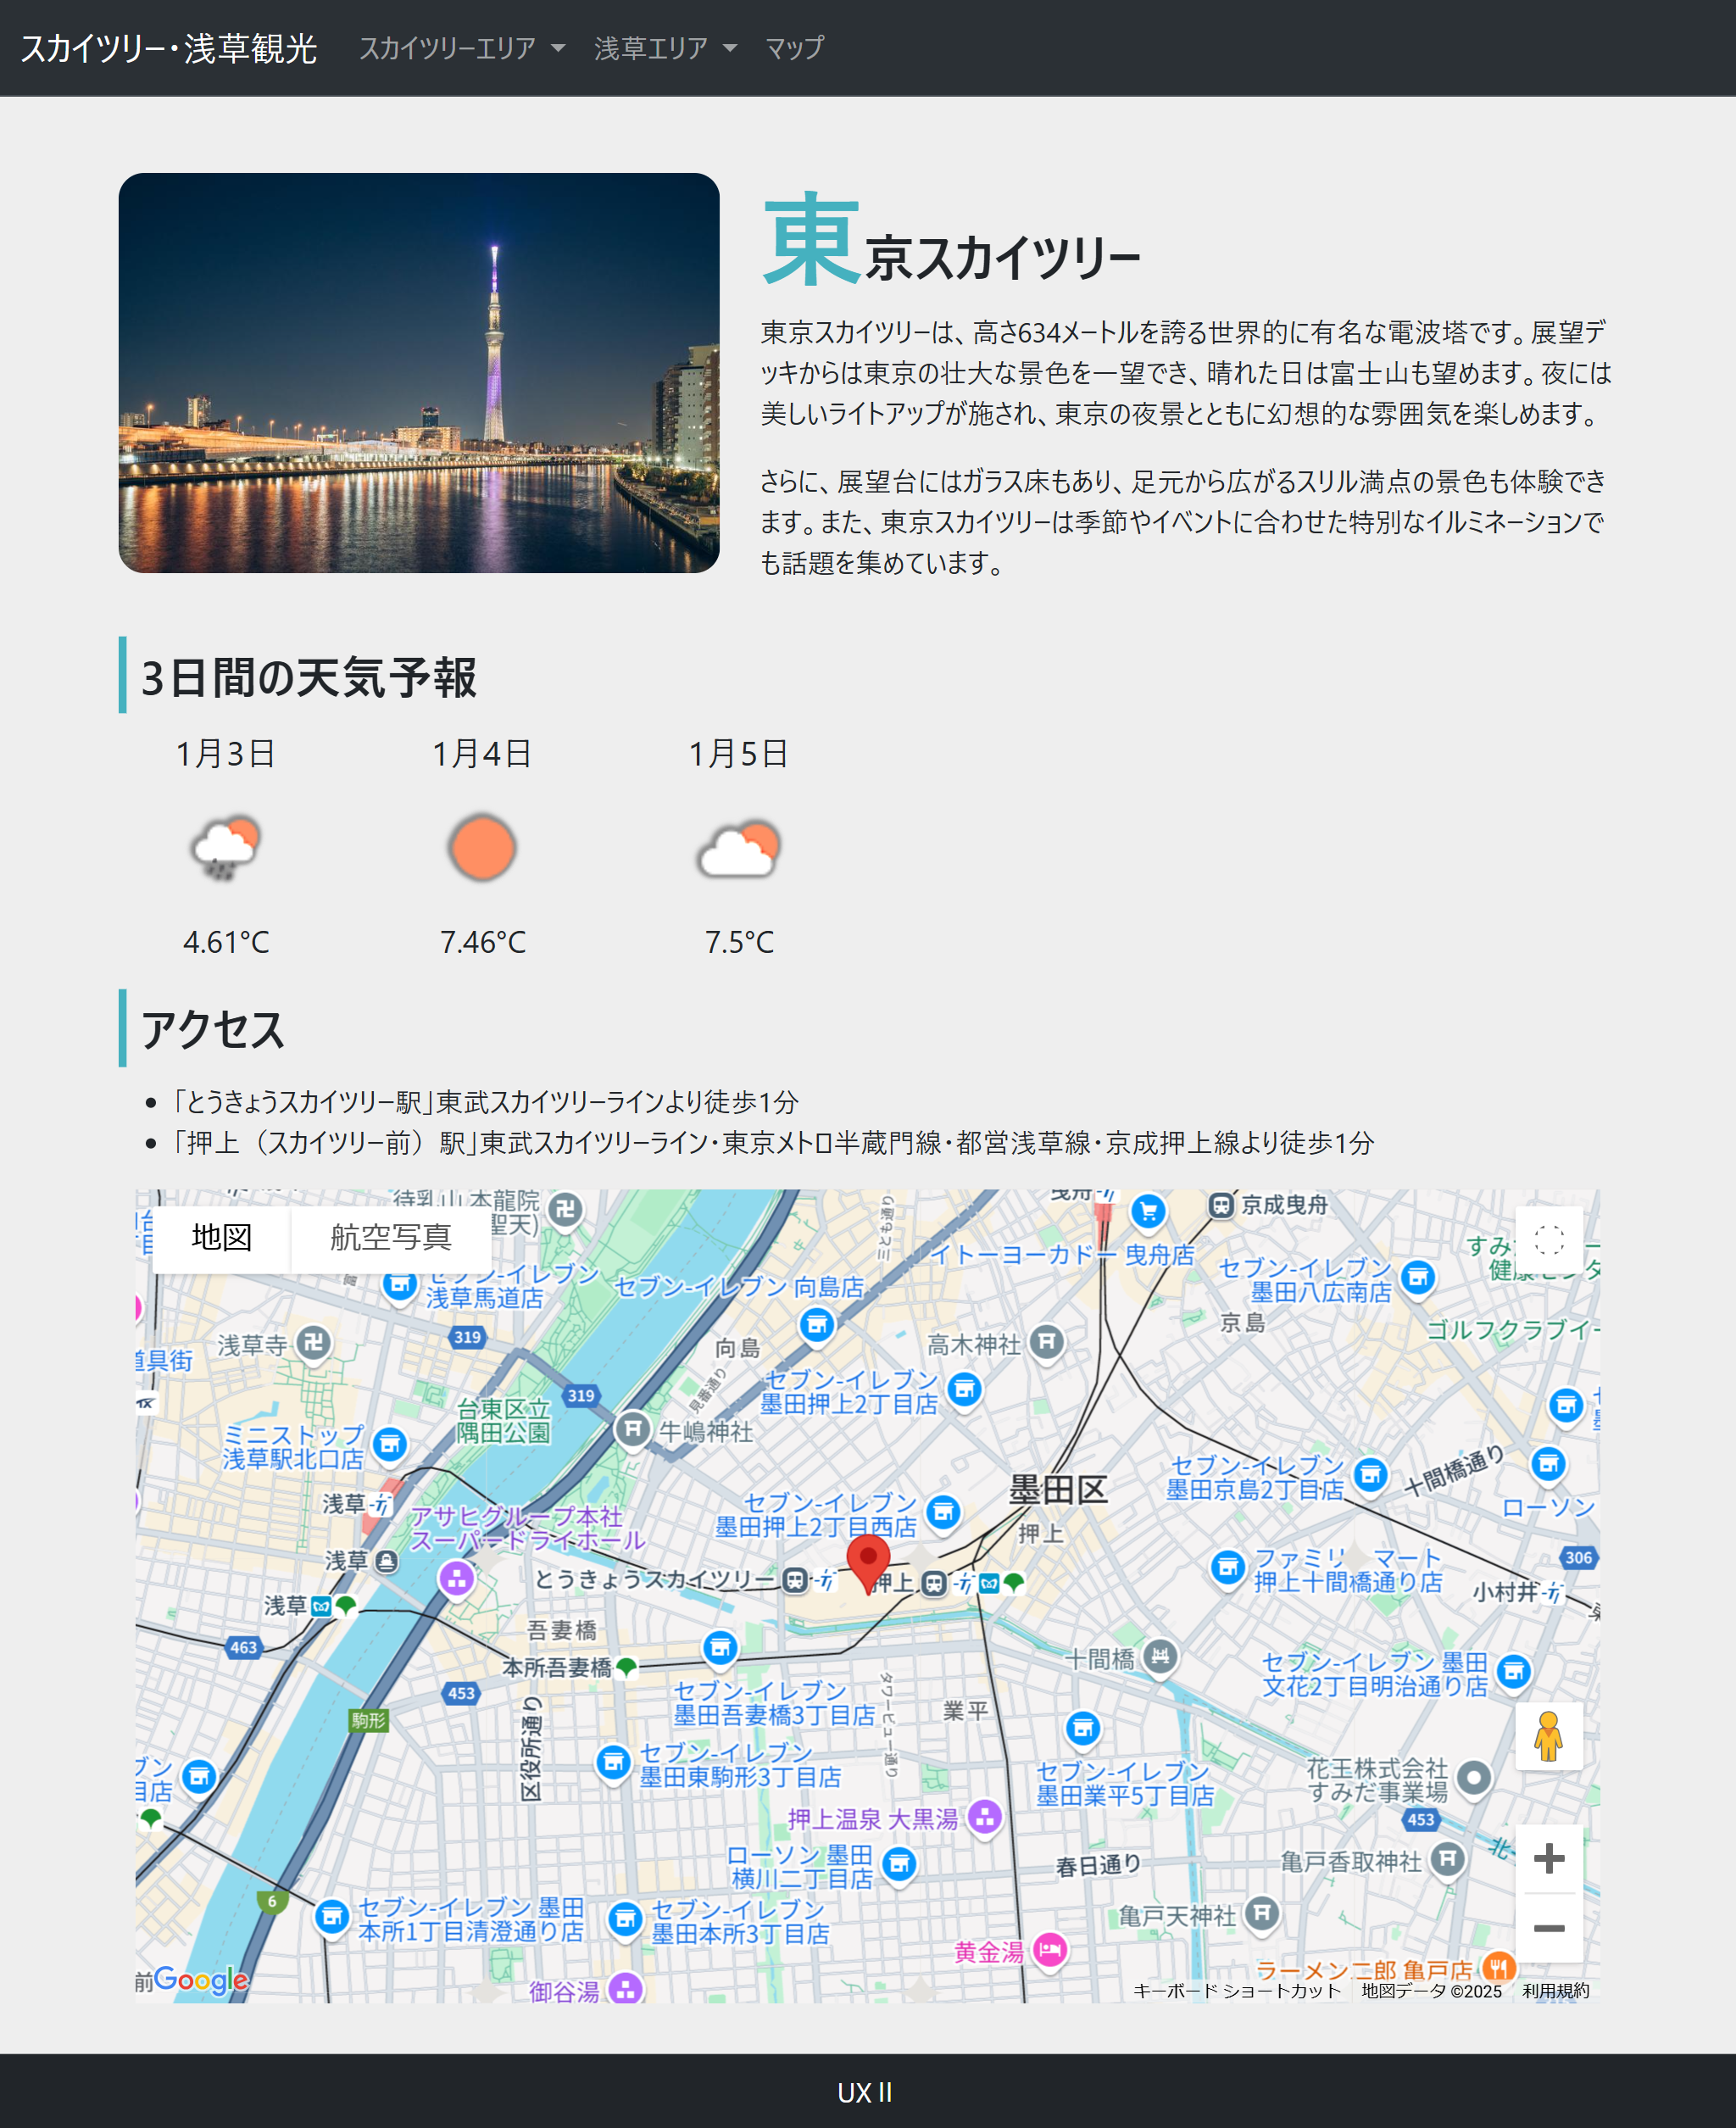 スカイツリー・浅草観光
スカイツリーエリア
浅草エリア
マップ
東京スカイツリー
東京スカイツリーは、高さ634メートルを誇る世界的に有名な電波塔です。展望デ
ッキからは東京の壮大な景色を一望でき、晴れた日は富士山も望めます。夜には
美しいライトアップが施され、東京の夜景とともに幻想的な雰囲気を楽しめます。
さらに、展望台にはガラス床もあり、足元から広がるスリル満点の景色も体験でき
ます。また、東京スカイツリーは季節やイベントに合わせた特別なイルミネーションで
も話題を集めています。
3日間の天気予報
1月3日
1月4日
1月5日
4.61°C
7.46°C
7.5°C
アクセス
「とうきょうスカイツリー駅」東武スカイツリーラインより徒歩1分
「押上（スカイツリー前）駅」東武スカイツリーライン・東京メトロ半蔵門線・都営浅草線・京成押上線より徒歩1分
地図
航空写真
待乳山 本龍院
聖天)
三とも通り
曳舟
京成曳舟
イトーヨーカドー 曳舟店
セブン-イレブン
浅草馬道店
セブン-イレブン 向島店
セブン-イレブン
墨田八広南店
京島
ゴルフクラブイー
浅草寺
319
向島
高木神社
道具街
見番通り
319
セブン-イレブン
墨田押上2丁目店
台東区立
隅田公園
牛嶋神社
ミニストップ
浅草駅北口店
墨田区
セブン-イレブン
墨田京島2丁目店
十間橋通り
ローソン
浅草
アサヒグループ本社
スーパードライホール
セブン-イレブン
墨田押上2丁目西店
押上
浅草
とうきょうスカイツリー
押上
ファミリ マート
押上十間橋通り店
306
小村井
浅草
463
吾妻橋
本所吾妻橋
十間橋
セブン-イレブン 墨田
文花2丁目明治通り店
453
駒形
区役所通り
セブン-イレブン
墨田吾妻橋3丁目店
タワービュー通り
業平
セブン-イレブン
墨田東駒形3丁目店
セブン-イレブン
墨田業平5丁目店
花王株式会社
すみだ事業場
453
ブン
目店
押上温泉 大黒湯
ローソン 墨田
横川二丁目店
春日通り
亀戸香取神社
北
6
セブン-イレブン 墨田
本所1丁目清澄通り店
セブン-イレブン
墨田本所3丁目店
亀戸天神社
黄金湯
ラーメン二郎 亀戸店
御谷湯
前
Google
キーボード ショートカット
地図データ ©2025
利用規約
UXⅡ